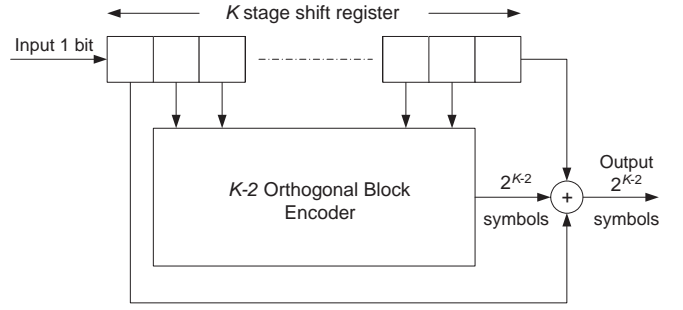 K stage shift register
Input 1 bit
K-2 Orthogonal Block
Encoder
2^{K-2}
symbols
+
Output
2^{K-2}
symbols